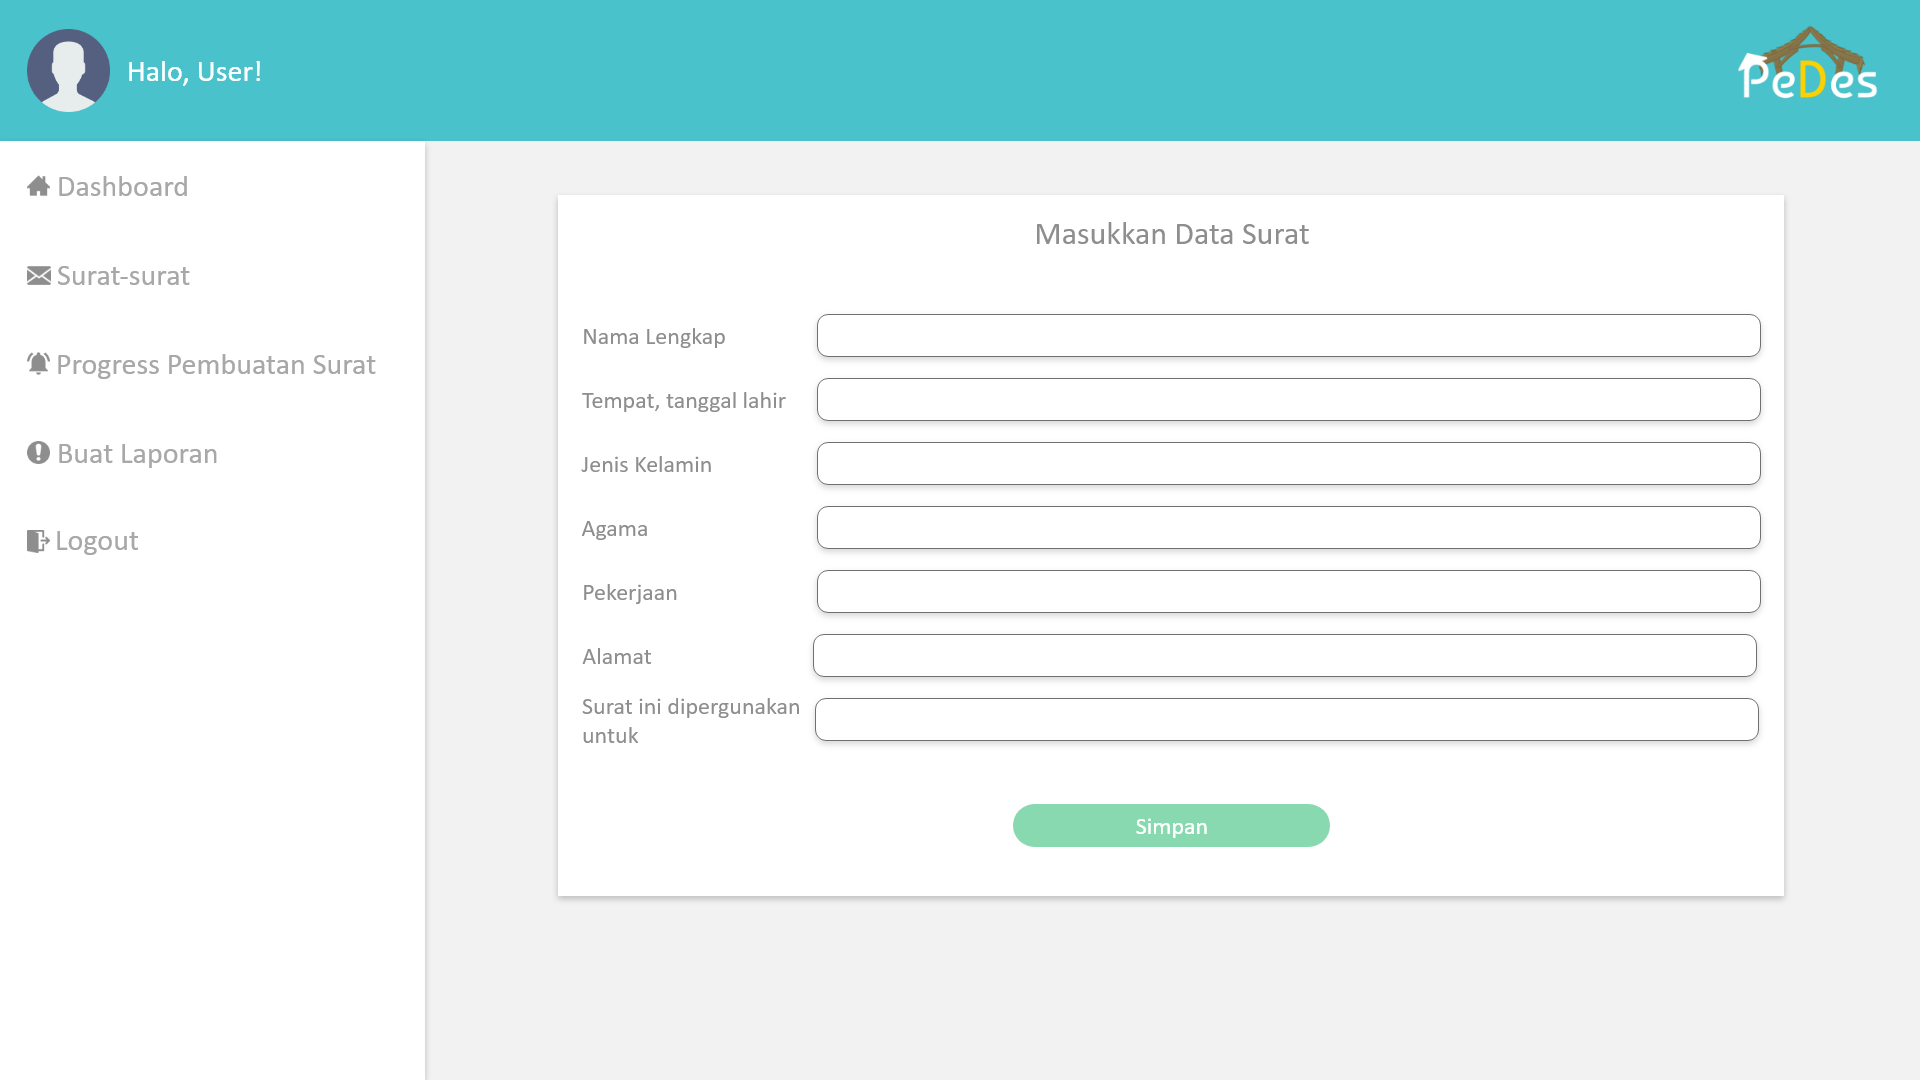 Halo, User!
PeDes
Dashboard
Surat-surat
Progress Pembuatan Surat
Buat Laporan
Logout
Masukkan Data Surat
Nama Lengkap
Tempat, tanggal lahir
Jenis Kelamin
Agama
Pekerjaan
Alamat
Surat ini dipergunakan
untuk
Simpan